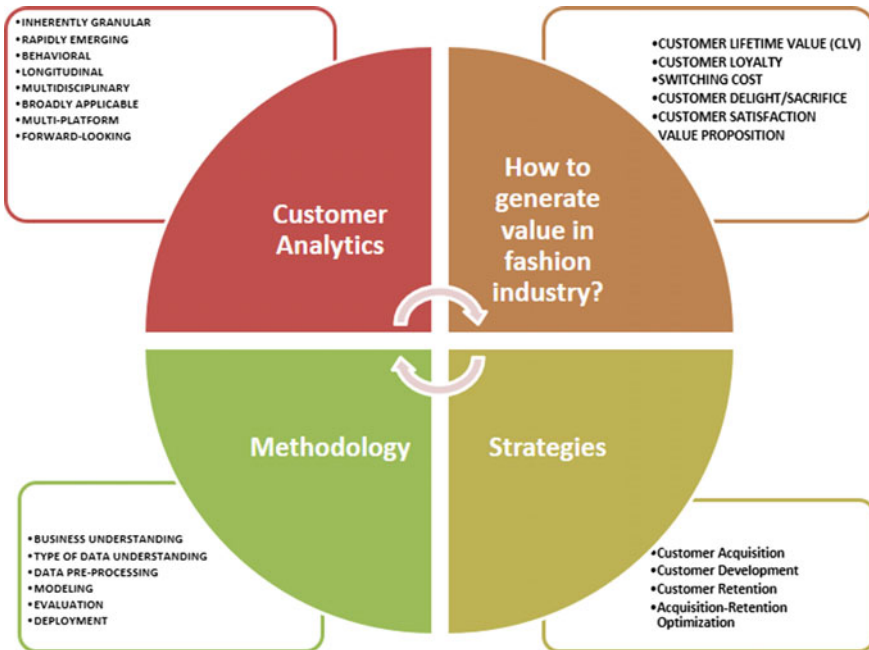 •INHERENTLY GRANULAR
•RAPIDLY EMERGING
•BEHAVIORAL
•LONGITUDINAL
•MULTIDISCIPLINARY
•BROADLY APPLICABLE
•MULTI-PLATFORM
•FORWARD-LOOKING
•CUSTOMER LIFETIME VALUE (CLV)
•CUSTOMER LOYALTY
•SWITCHING COST
•CUSTOMER DELIGHT/SACRIFICE
•CUSTOMER SATISFACTION
VALUE PROPOSITION
Customer
Analytics
How to
generate
value in
fashion
industry?
Methodology
Strategies
•BUSINESS UNDERSTANDING
•TYPE OF DATA UNDERSTANDING
•DATA PRE-PROCESSING
•MODELING
•EVALUATION
•DEPLOYMENT
•Customer Acquisition
•Customer Development
•Customer Retention
•Acquisition-Retention
Optimization